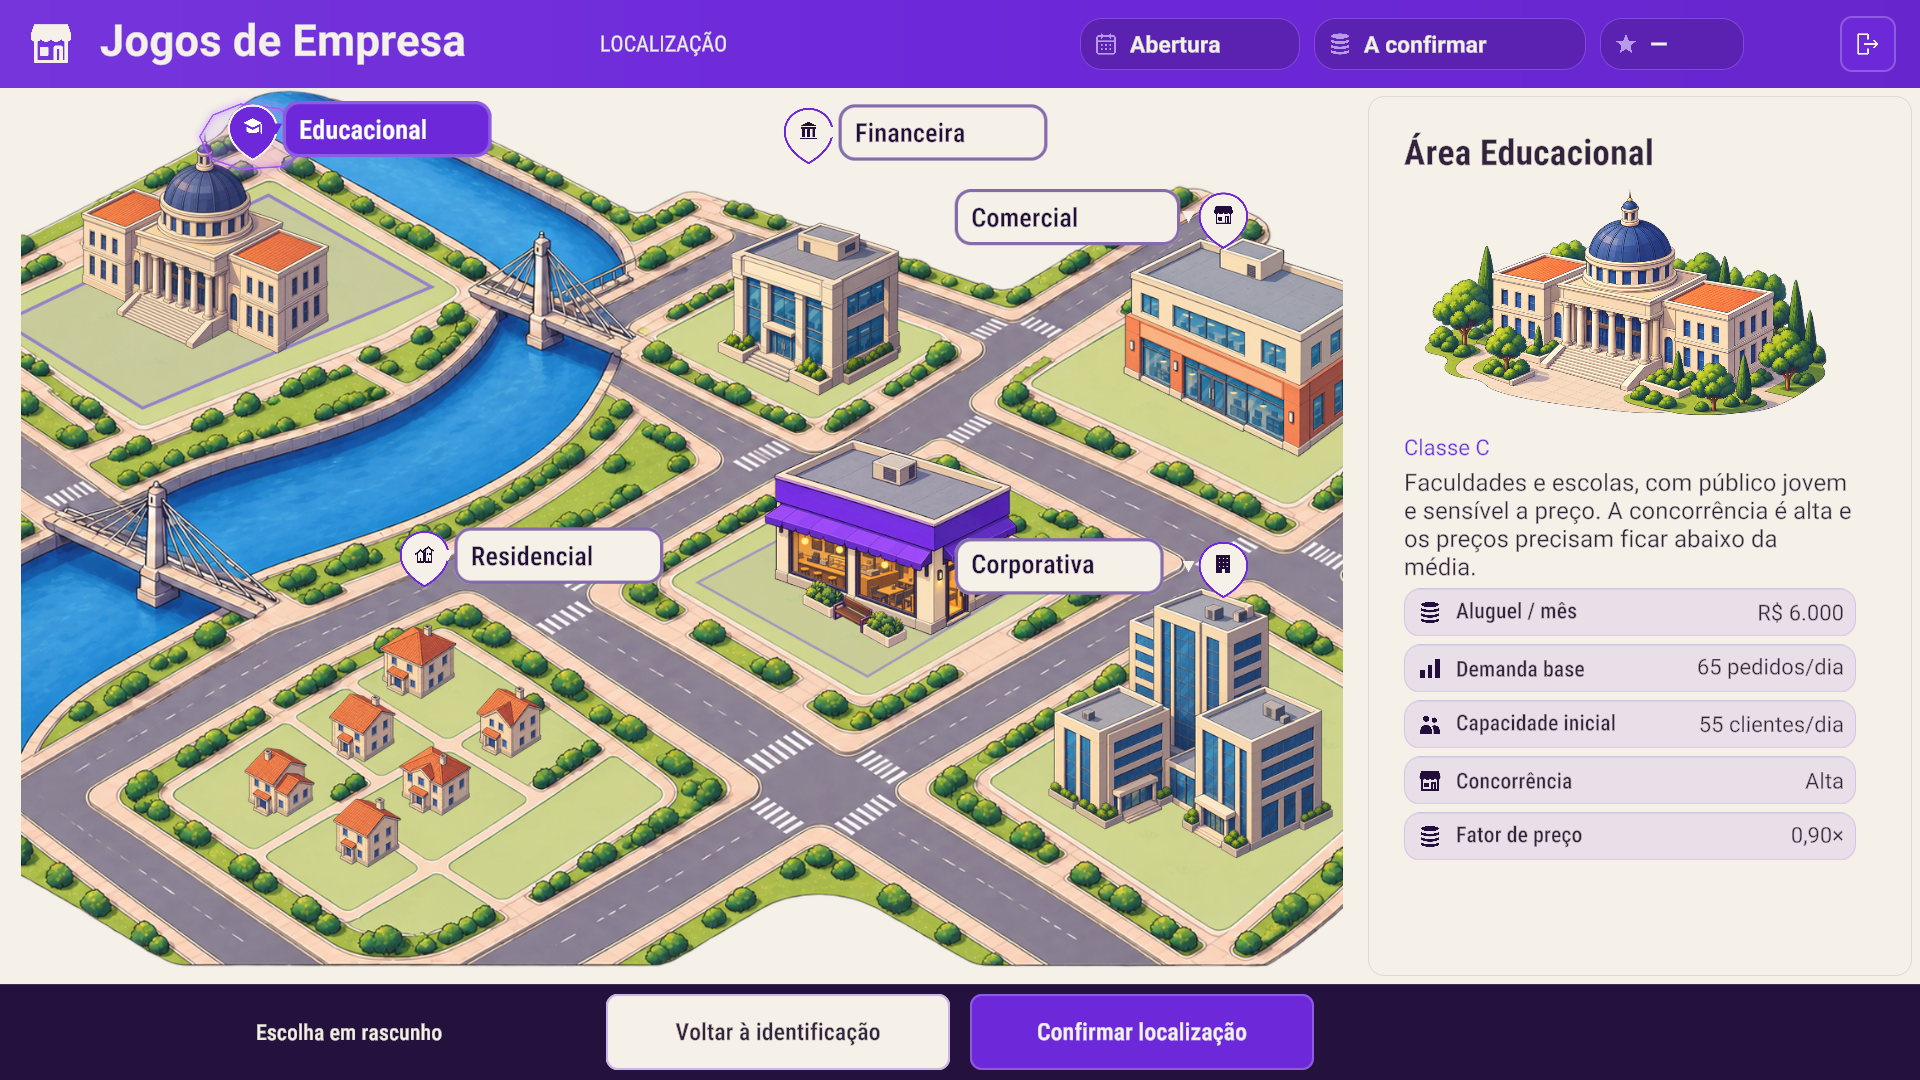 Jogos de Empresa
LOCALIZAÇÃO
Abertura
A confirmar
–
Educacional
Financeira
Comercial
Residencial
Corporativa
Área Educacional
Classe C
Faculdades e escolas, com público jovem
e sensível a preço. A concorrência é alta e
os preços precisam ficar abaixo da
média.
Aluguel / mês R$ 6.000
Demanda base 65 pedidos/dia
Capacidade inicial 55 clientes/dia
Concorrência Alta
Fator de preço 0,90×
Escolha em rascunho
Voltar à identificação
Confirmar localização